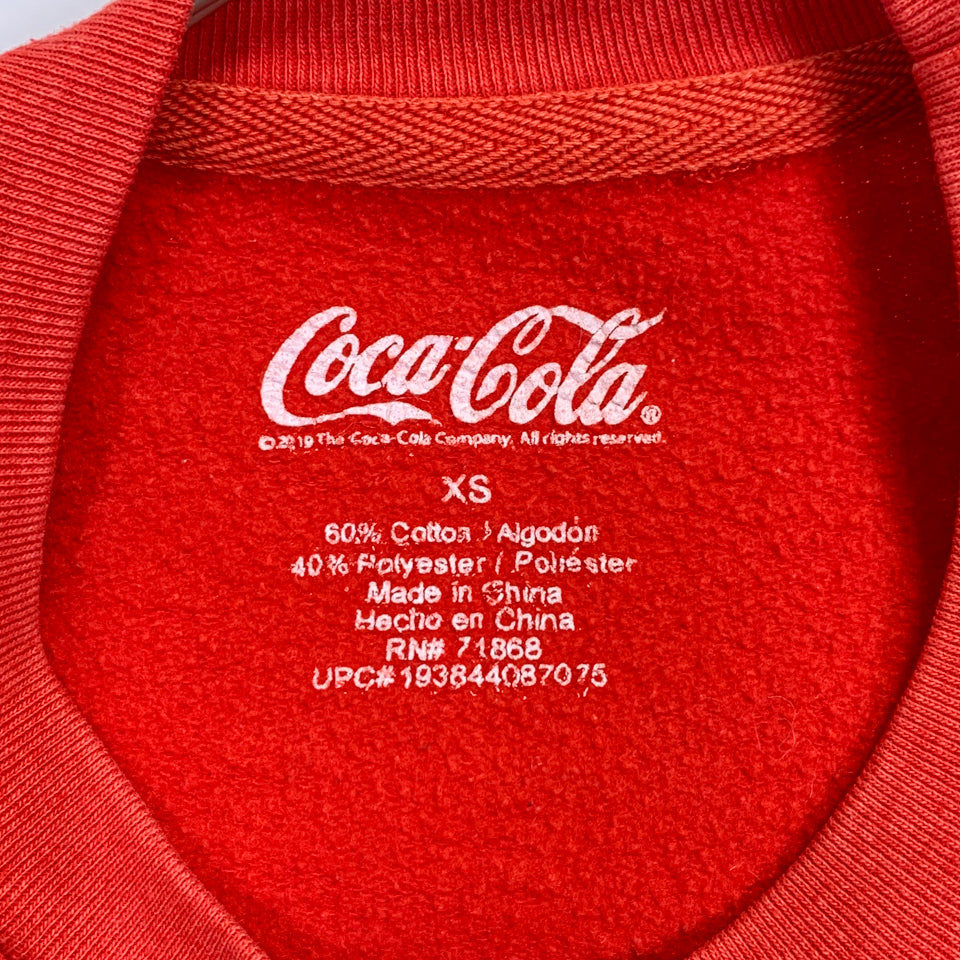 Coca-Cola®
©2019 The Coca-Cola Company. All rights reserved.
XS
60% Cotton / Algodón
40% Polyester / Poliéster
Made in China
Hecho en China
RN# 71868
UPC# 193844087075